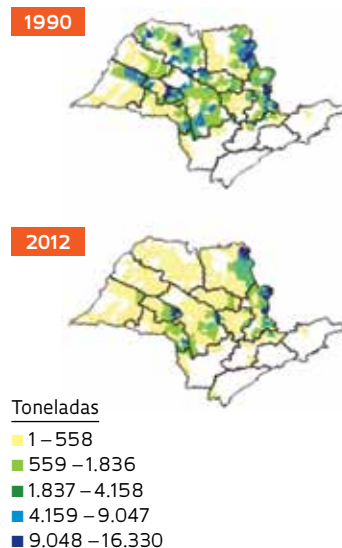 1990
2012
Toneladas
1 – 558
559 – 1.836
1.837 – 4.158
4.159 – 9.047
9.048 – 16.330